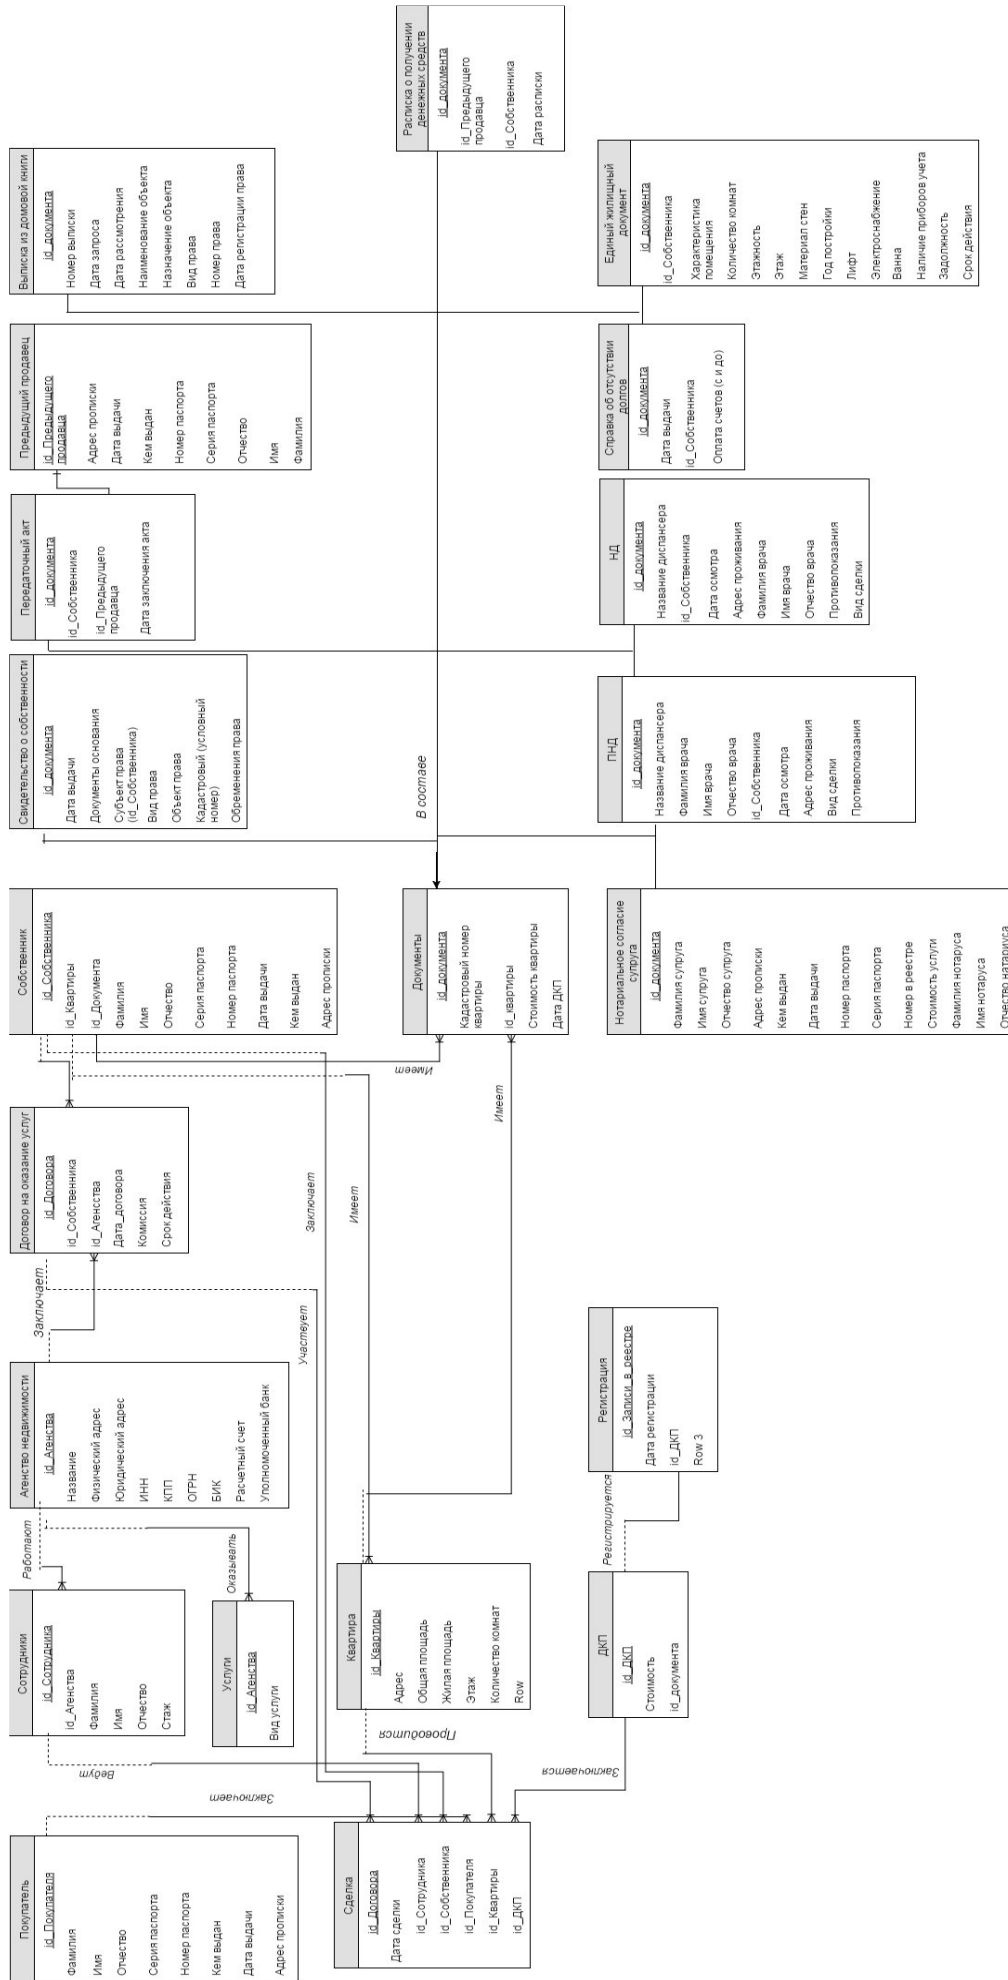 Покупатель
id_Покупателя
Фамилия
Имя
Отчество
Серия паспорта
Номер паспорта
Кем выдан
Дата выдачи
Адрес прописки
Ведут
Заключает
Сотрудники
id_Сотрудника
id_Агенства
Фамилия
Имя
Отчество
Стаж
Работают
Агенство недвижимости
id_Агенства
Название
Физический адрес
Юридический адрес
ИНН
КПП
ОГРН
БИК
Расчетный счет
Уполномоченный банк
Заключает
Договор на оказание услуг
id_Договора
id_Собственника
id_Агенсства
Дата_договора
Комиссия
Срок действия
Собственник
id_Собственника
id_Квартиры
id_Документа
Фамилия
Имя
Отчество
Серия паспорта
Номер паспорта
Дата выдачи
Кем выдан
Адрес прописки
Свидетельство о собственности
id_документа
Дата выдачи
Документы основания
Субъект права
(id_Собственника)
Вид права
Объект права
Кадастровый (условный
номер)
Обременения права
Передаточный акт
id_документа
id_Собственника
id_Предыдущего
продавца
Дата заключения акта
Предыдущий продавец
id_Предыдущего
продавца
Адрес прописки
Дата выдачи
Кем выдан
Номер паспорта
Серия паспорта
Отчество
Имя
Фамилия
Выписка из домовой книги
id_документа
Номер выписки
Дата запроса
Дата рассмотрения
Наименование объекта
Назначение объекта
Вид права
Номер права
Дата регистрации права
Услуги
id_Агенства
Вид услуги
Оказывать
Участвует
Заключает
Имеет
Имеет
Имеет
В составе
Сделка
id_Договора
Дата сделки
id_Сотрудника
id_Собственника
id_Покупателя
id_Квартиры
id_ДКП
Проводится
Квартира
id_Квартиры
Адрес
Общая площадь
Жилая площадь
Этаж
Количество комнат
Row
Документы
id_документа
Кадастровый номер
квартиры
id_квартиры
Стоимость квартиры
Дата ДКП
Расписка о получении
денежных средств
id_документа
id_Предыдущего
продавца
id_Собственника
Дата расписки
Заключается
ДКП
id_ДКП
Стоимость
id_документа
Регистрируется
Регистрация
id_Записи_в_реестре
Дата регистрации
id_ДКП
Row 3
Нотариальное согласие
супруга
id_документа
Фамилия супруга
Имя супруга
Отчество супруга
Адрес прописки
Кем выдан
Дата выдачи
Номер паспорта
Серия паспорта
Номер в реестре
Стоимость услуги
Фамилия нотаруса
Имя нотаруса
Отчество натариуса
ПНД
id_документа
Название диспансера
Фамилия врача
Имя врача
Отчество врача
id_Собственника
Дата осмотра
Адрес проживания
Вид сделки
Противопоказания
НД
id_документа
Название диспансера
id_Собственника
Дата осмотра
Адрес проживания
Фамилия врача
Имя врача
Отчество врача
Противопоказания
Вид сделки
Справка об отсутствии
долгов
id_документа
Дата выдачи
id_Собственника
Оплата счетов (с и до)
Единый жилищный
документ
id_документа
id_Собственника
Характеристика
помещения
Количество комнат
Этажность
Этаж
Материал стен
Год постройки
Лифт
Электроснабжение
Ванна
Наличие приборов учета
Задолжность
Срок действия